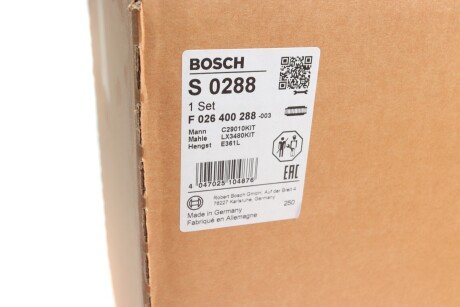 BOSCH
S 0288
1 Set
F 026 400 288 -003
Mann C29010KIT
Mahle LX3480KIT
Hengst E361L
EAC
4 047025 104876
Robert Bosch GmbH, Auf der Breit 4
76227 Karlsruhe, Germany
Made in Germany 250
Fabriqué en Allemagne